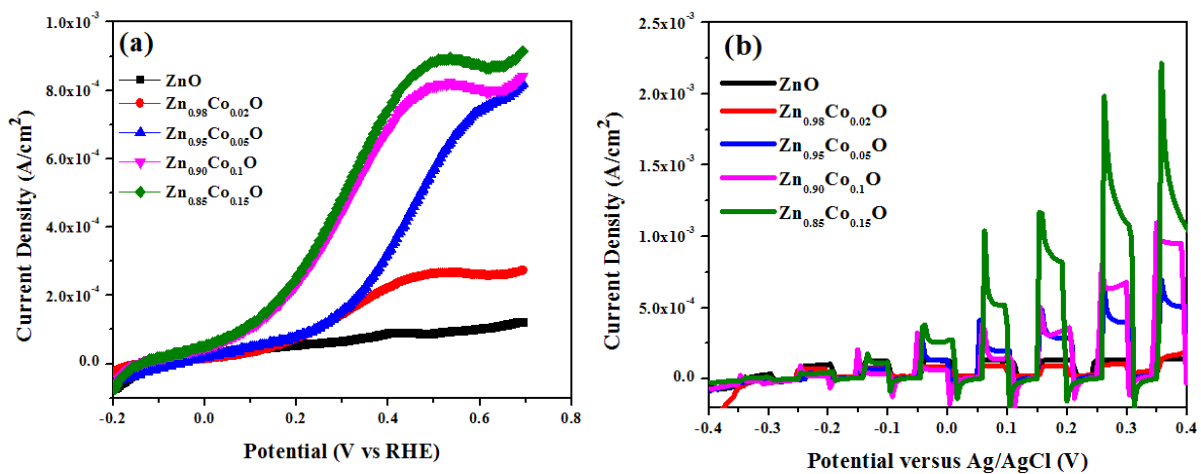 (a)
1.0x10⁻³
8.0x10⁻⁴
6.0x10⁻⁴
4.0x10⁻⁴
2.0x10⁻⁴
0.0
Current Density (A/cm²)
ZnO
Zn₀.₉₈Co₀.₀₂O
Zn₀.₉₅Co₀.₀₅O
Zn₀.₉₀Co₀.₁O
Zn₀.₈₅Co₀.₁₅O
-0.2 0.0 0.2 0.4 0.6 0.8
Potential (V vs RHE)
(b)
2.5x10⁻³
2.0x10⁻³
1.5x10⁻³
1.0x10⁻³
5.0x10⁻⁴
0.0
Current Density (A/cm²)
ZnO
Zn₀.₉₈Co₀.₀₂O
Zn₀.₉₅Co₀.₀₅O
Zn₀.₉₀Co₀.₁O
Zn₀.₈₅Co₀.₁₅O
-0.4 -0.3 -0.2 -0.1 0.0 0.1 0.2 0.3 0.4
Potential versus Ag/AgCl (V)